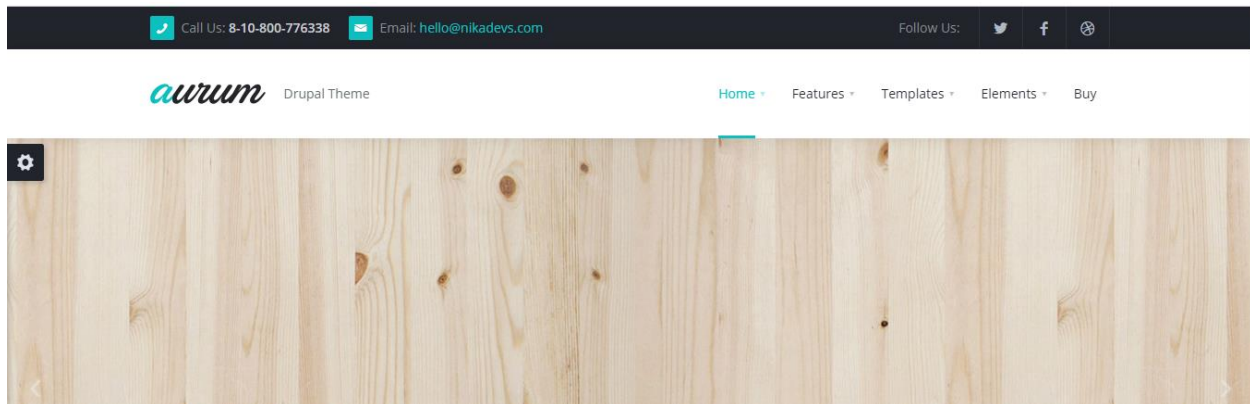 Call Us: 8-10-800-776338 Email: hello@nikadevs.com Follow Us:
aurum Drupal Theme Home Features Templates Elements Buy